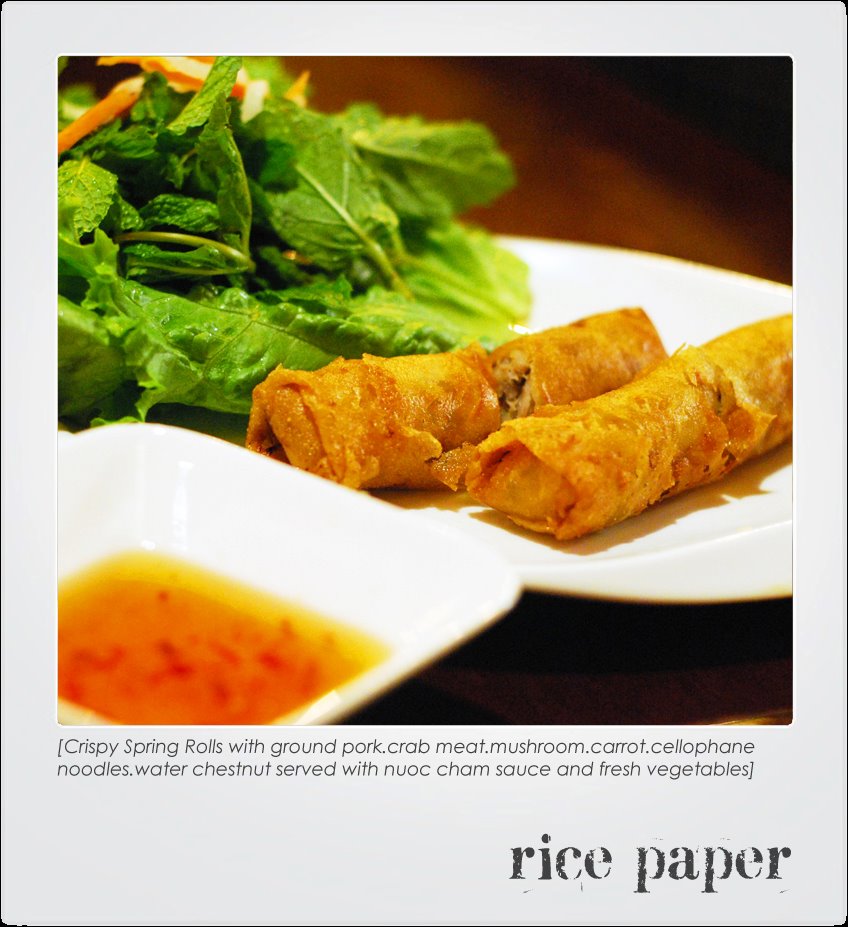 [Crispy Spring Rolls with ground pork.crab meat.mushroom.carrot.cellophane
noodles.water chestnut served with nuoc cham sauce and fresh vegetables]
rice paper